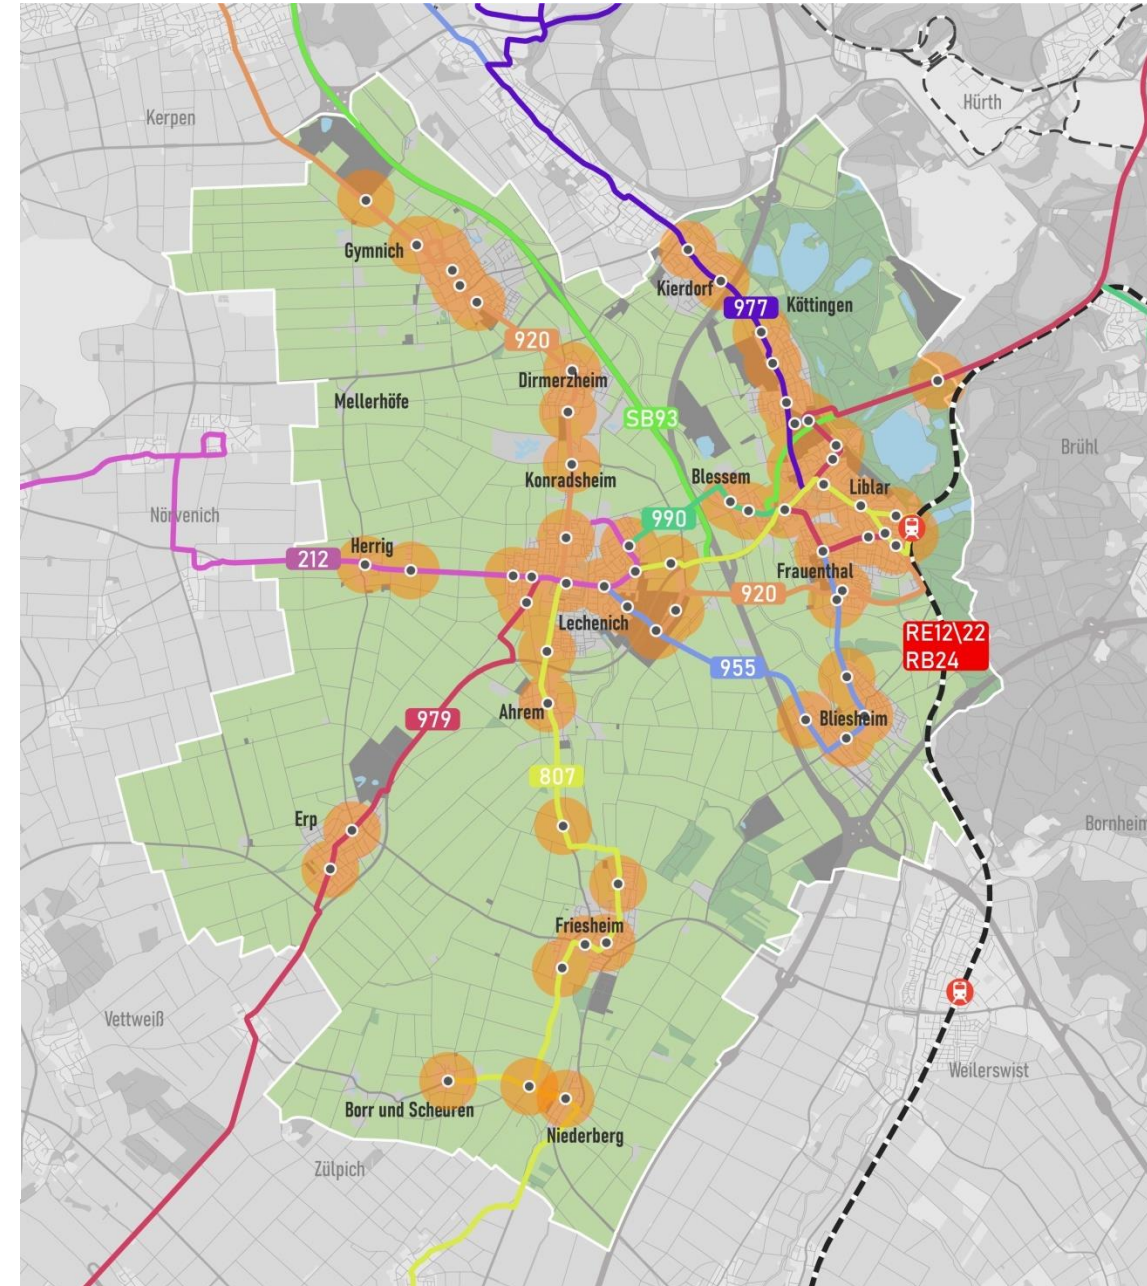 Hürth
Kerpen
Gymnich
Kierdorf
Köttingen
977
920
Dirmerzheim
Mellerhöfe
SB93
Brühl
Konradsheim
Blessem
Liblar
Nörvenich
990
Herrig
212
Frauenthal
920
Lechenich
RE12\22
RB24
955
979
Ahrem
Bliesheim
807
Erp
Bornheim
Friesheim
Vettweiß
Weilerswist
Borr und Scheuren
Niederberg
Zülpich